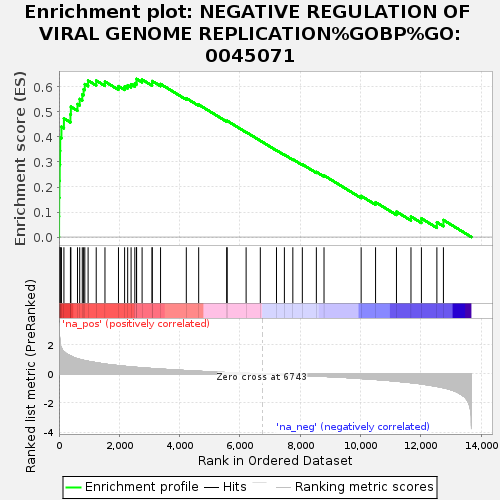 Enrichment plot: NEGATIVE REGULATION OF
VIRAL GENOME REPLICATION%GOBP%GO:
0045071
Enrichment score (ES)
0.6
0.5
0.4
0.3
0.2
0.1
0.0
'na_pos' (positively correlated)
Ranked list metric (PreRanked)
2
0
-2
-4
Zero cross at 6743
'na_neg' (negatively correlated)
0
2,000
4,000
6,000
8,000
10,000
12,000
14,000
Rank in Ordered Dataset
Enrichment profile
Hits
Ranking metric scores